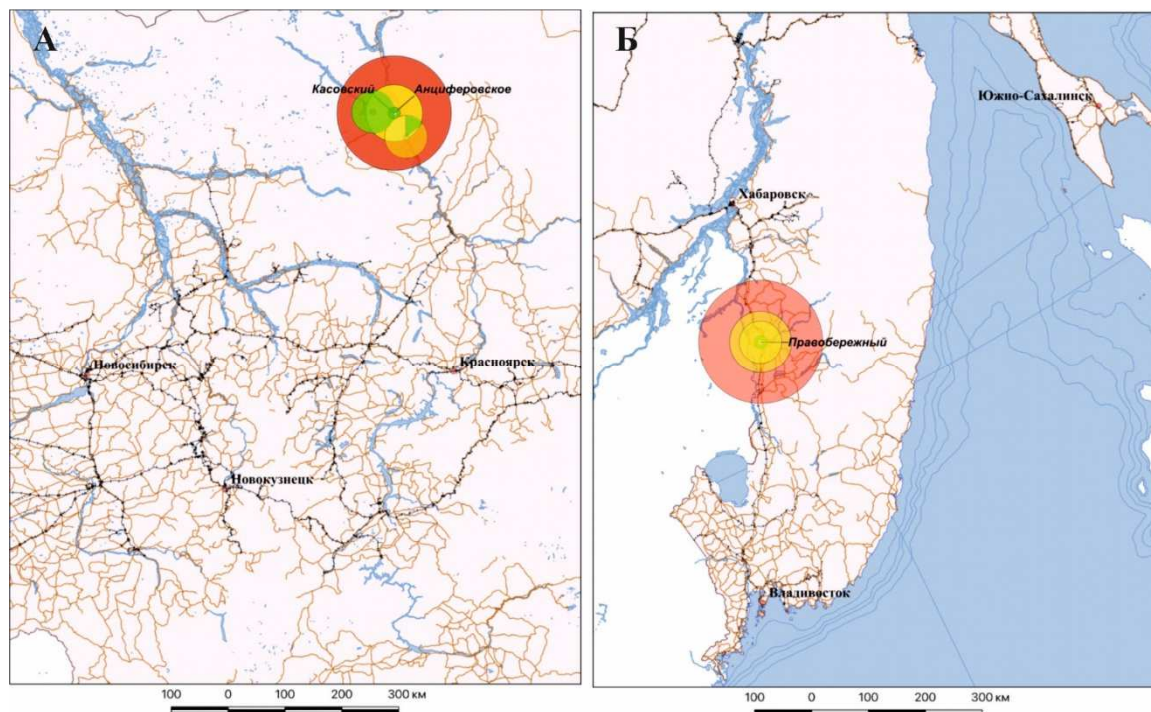 А
Касовский
Анциферовское
Новосибирск
Красноярск
Новокузнецк
100 0 100 200 300 км
Б
Южно-Сахалинск
Хабаровск
Правобережный
Владивосток
100 0 100 200 300 км